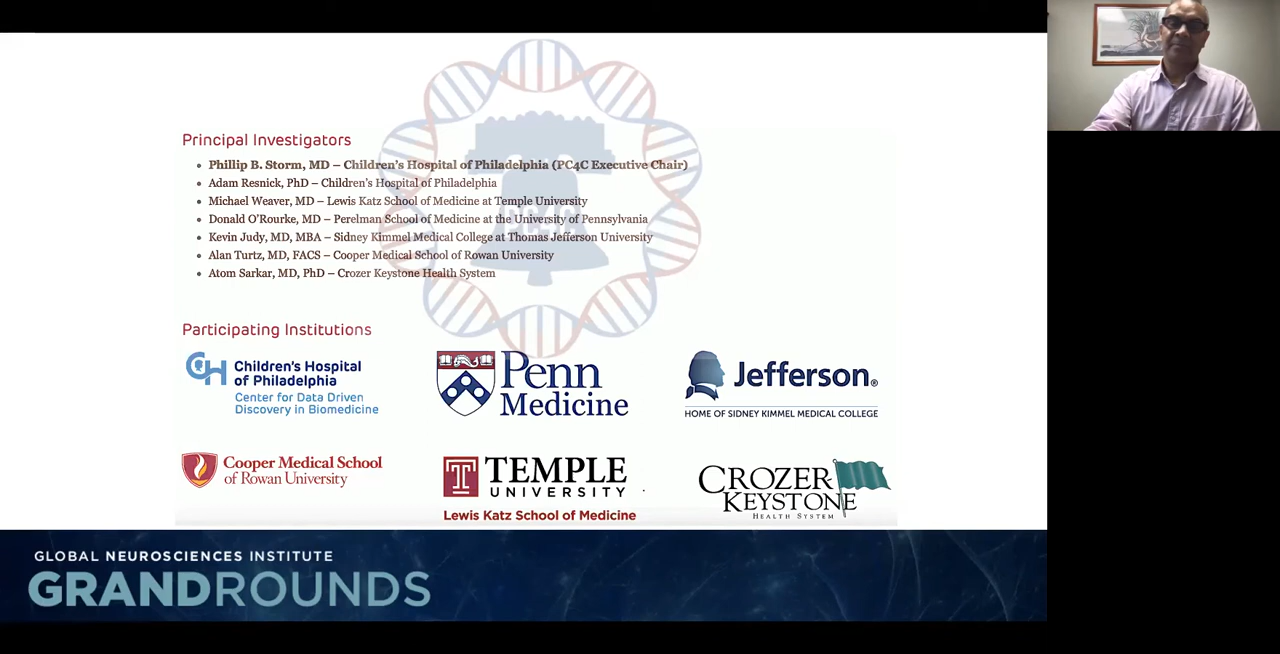 Principal Investigators
Phillip B. Storm, MD – Children's Hospital of Philadelphia (PC4C Executive Chair)
Adam Resnick, PhD – Children's Hospital of Philadelphia
Michael Weaver, MD – Lewis Katz School of Medicine at Temple University
Donald O'Rourke, MD – Perelman School of Medicine at the University of Pennsylvania
Kevin Judy, MD, MBA – Sidney Kimmel Medical College at Thomas Jefferson University
Alan Turtz, MD, FACS – Cooper Medical School of Rowan University
Atom Sarkar, MD, PhD – Crozer Keystone Health System
PC4C
Participating Institutions
CH
Children's Hospital
of Philadelphia
Center for Data Driven
Discovery in Biomedicine
Penn
Medicine
Jefferson®
HOME OF SIDNEY KIMMEL MEDICAL COLLEGE
Cooper Medical School
of Rowan University
T
TEMPLE
UNIVERSITY
Lewis Katz School of Medicine
CROZER
KEYSTONE
HEALTH SYSTEM
GLOBAL NEUROSCIENCES INSTITUTE
GRANDROUNDS